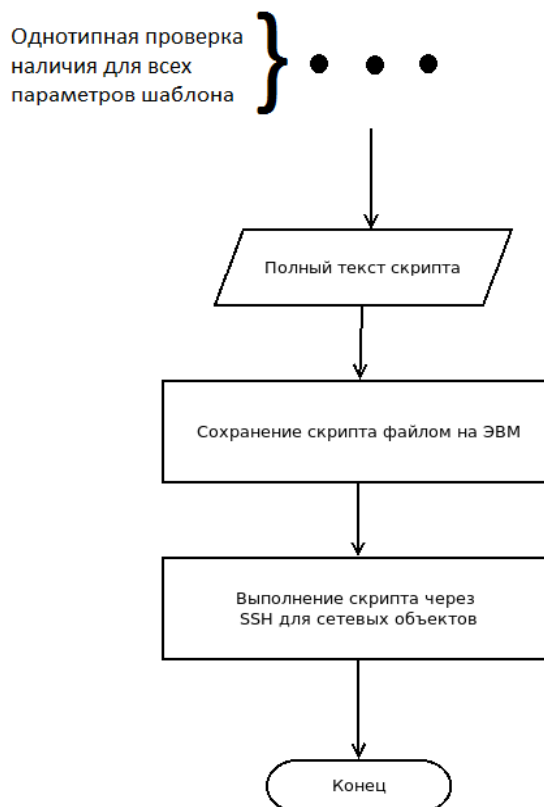 Однотипная проверка
наличия для всех
параметров шаблона
Полный текст скрипта
Сохранение скрипта файлом на ЭВМ
Выполнение скрипта через
SSH для сетевых объектов
Конец